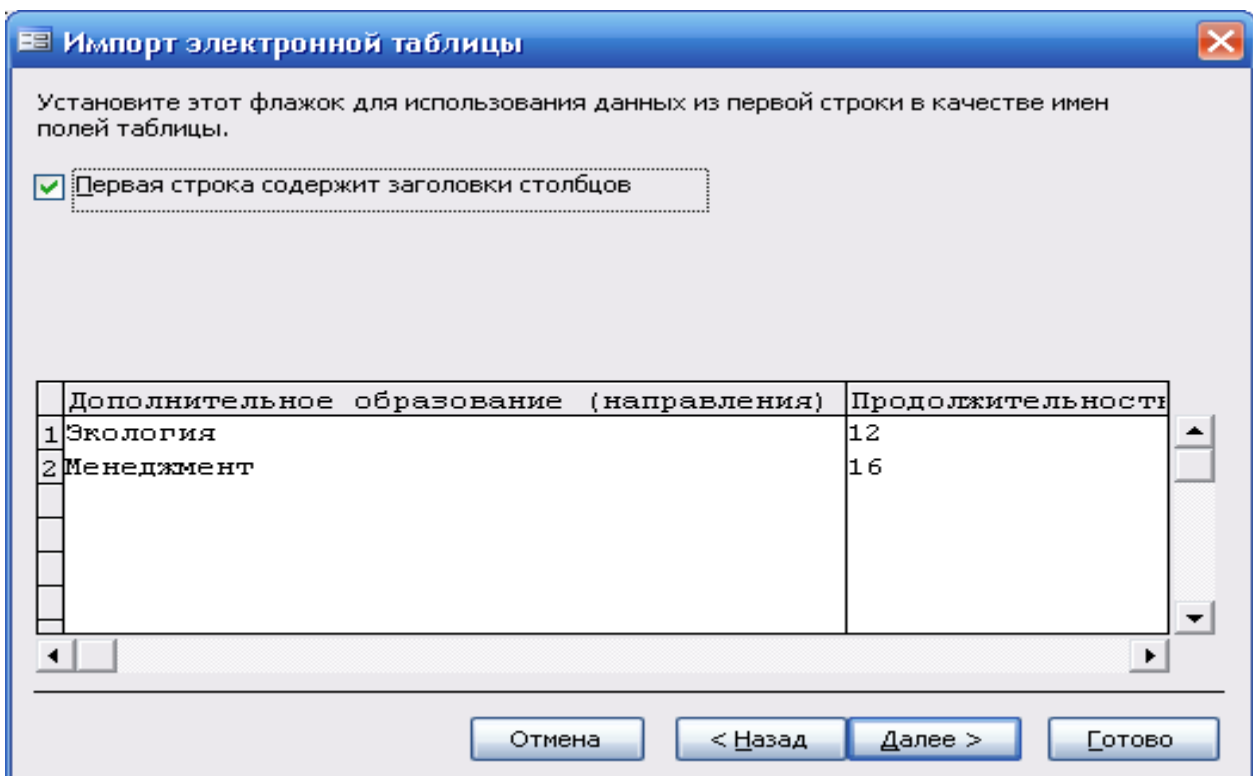 Импорт электронной таблицы
Установите этот флажок для использования данных из первой строки в качестве имен
полей таблицы.
Первая строка содержит заголовки столбцов
Дополнительное образование (направления) Продолжительность
1 Экология 12
2 Менеджмент 16
Отмена < Назад Далее > Готово